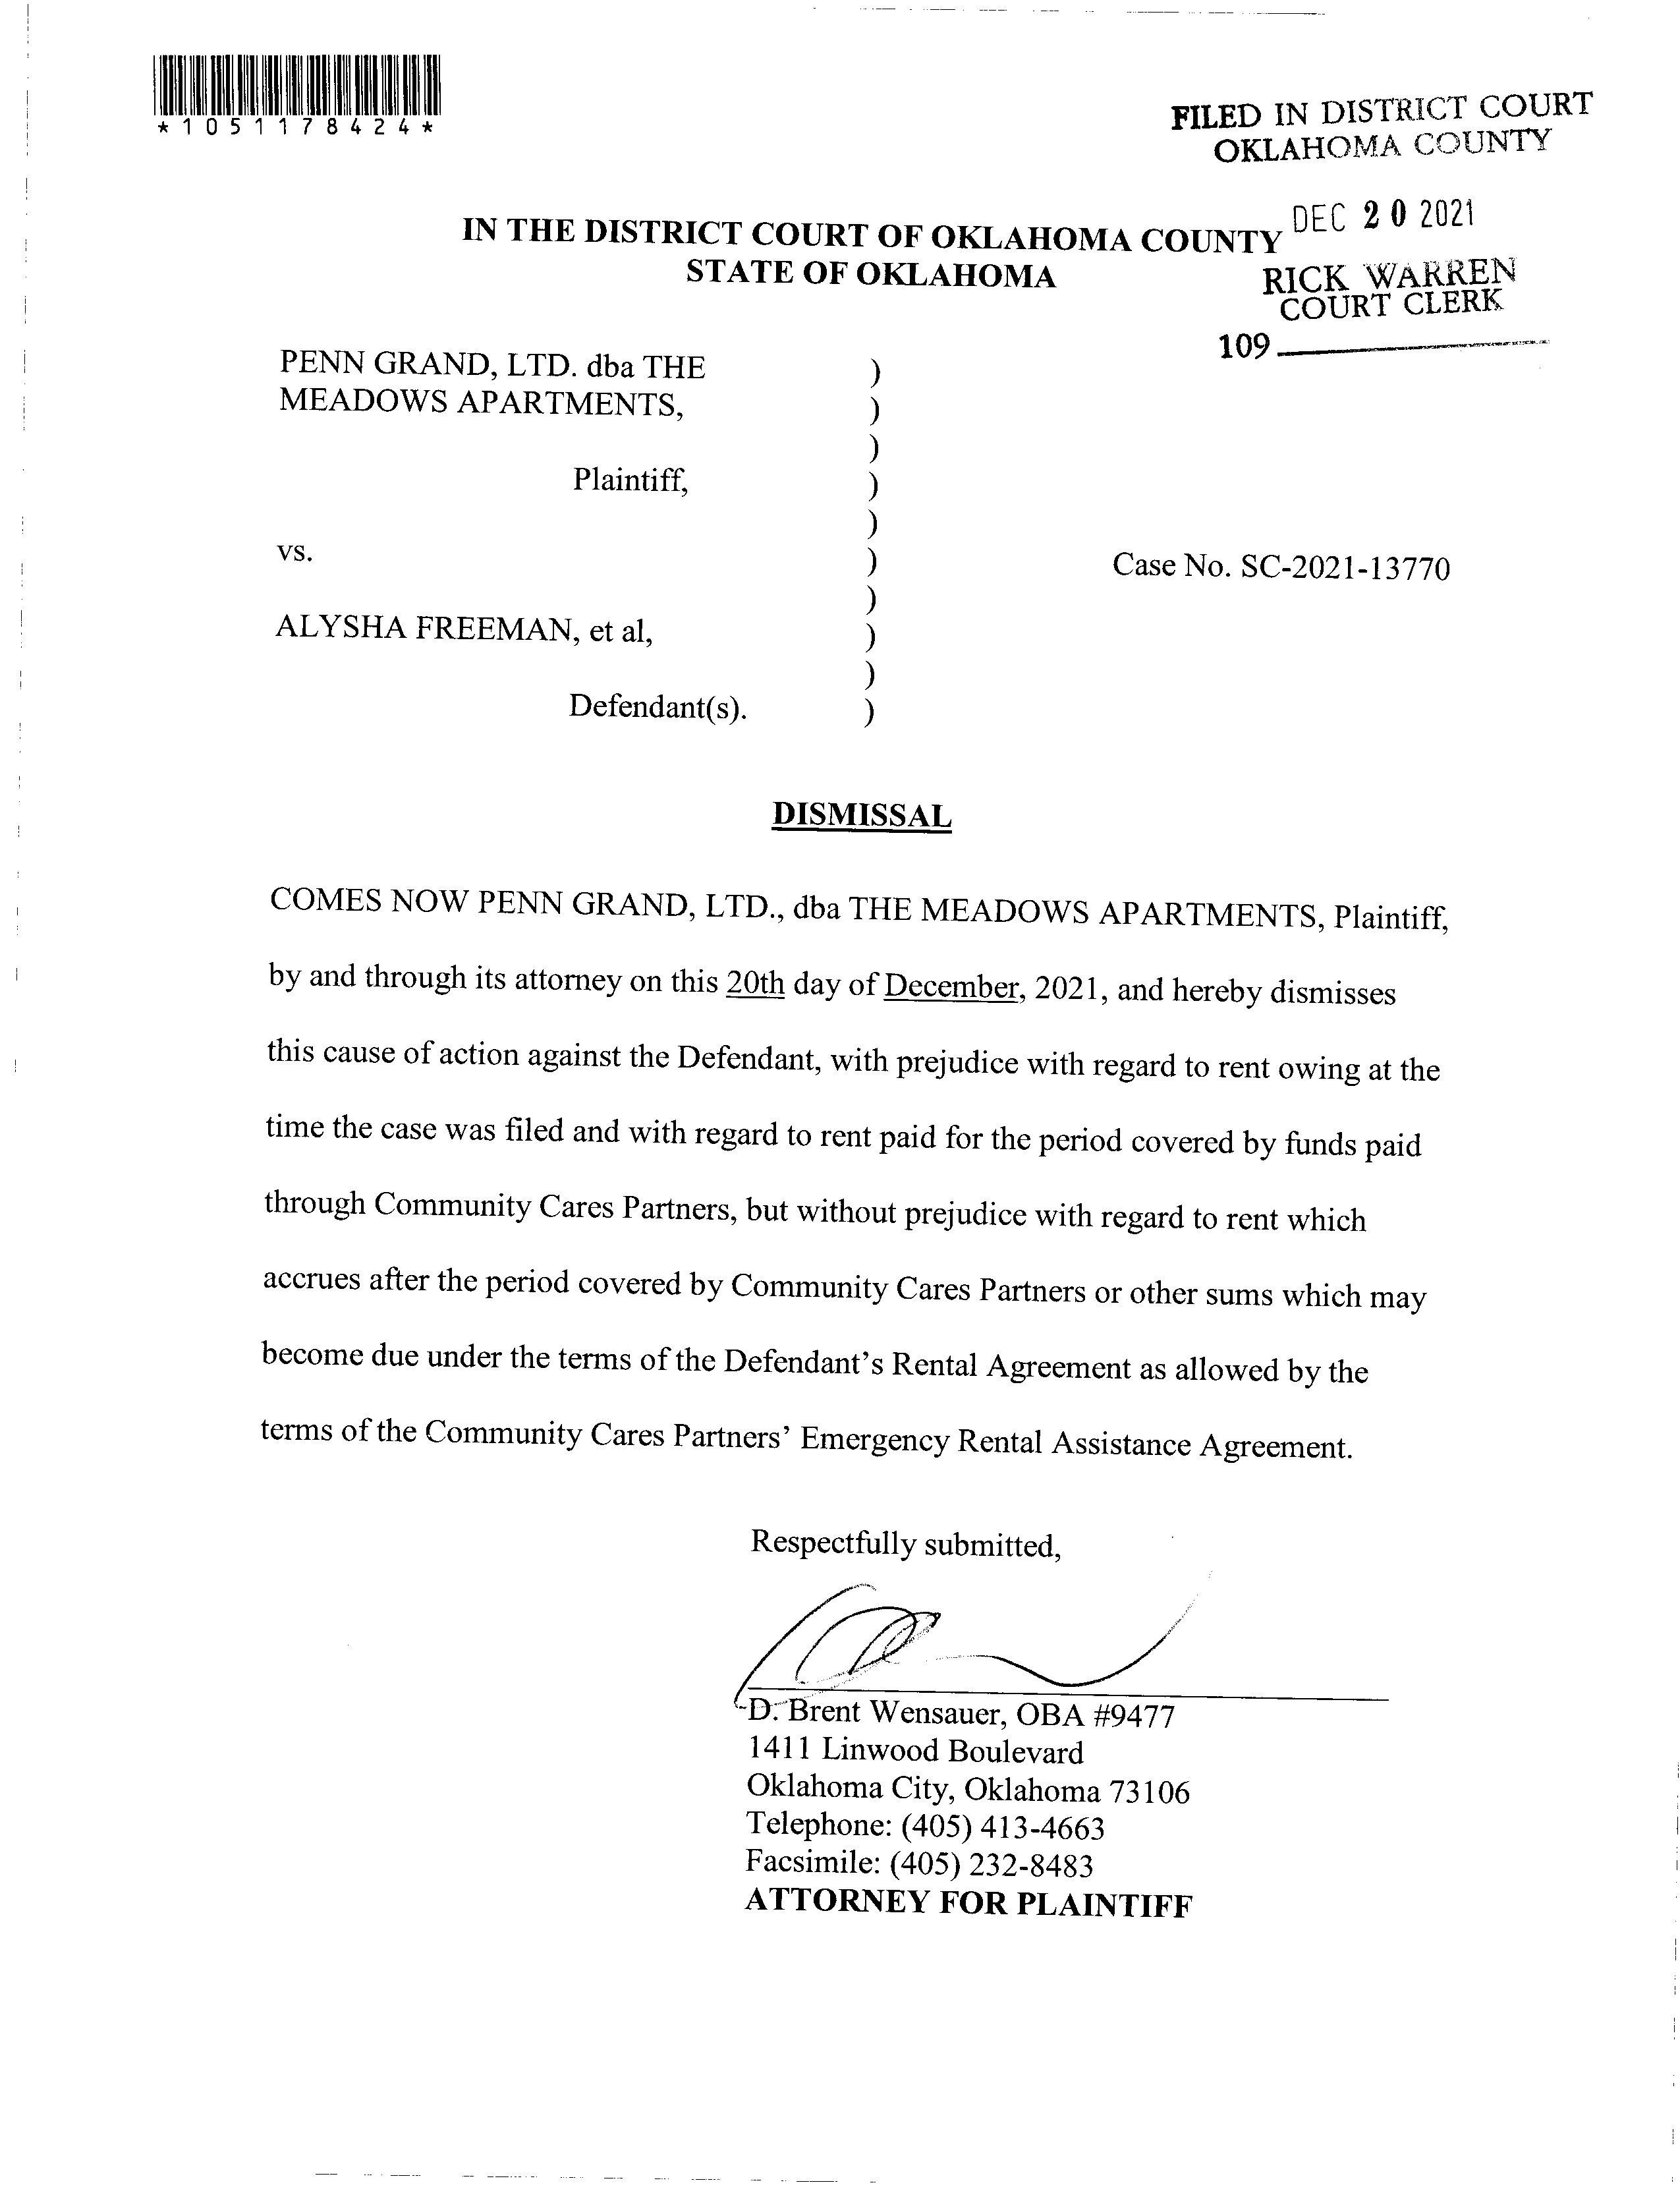 *1051178424*
FILED IN DISTRICT COURT
OKLAHOMA COUNTY
DEC 20 2021
IN THE DISTRICT COURT OF OKLAHOMA COUNTY
STATE OF OKLAHOMA
RICK WARREN
COURT CLERK
109
PENN GRAND, LTD. dba THE )
MEADOWS APARTMENTS, )
)
Plaintiff, )
)
vs. )
Case No. SC-2021-13770
)
ALYSHA FREEMAN, et al, )
)
Defendant(s). )
DISMISSAL
COMES NOW PENN GRAND, LTD., dba THE MEADOWS APARTMENTS, Plaintiff,
by and through its attorney on this 20th day of December, 2021, and hereby dismisses
this cause of action against the Defendant, with prejudice with regard to rent owing at the
time the case was filed and with regard to rent paid for the period covered by funds paid
through Community Cares Partners, but without prejudice with regard to rent which
accrues after the period covered by Community Cares Partners or other sums which may
become due under the terms of the Defendant's Rental Agreement as allowed by the
terms of the Community Cares Partners' Emergency Rental Assistance Agreement.
Respectfully submitted,
D. Brent Wensauer, OBA #9477
1411 Linwood Boulevard
Oklahoma City, Oklahoma 73106
Telephone: (405) 413-4663
Facsimile: (405) 232-8483
ATTORNEY FOR PLAINTIFF